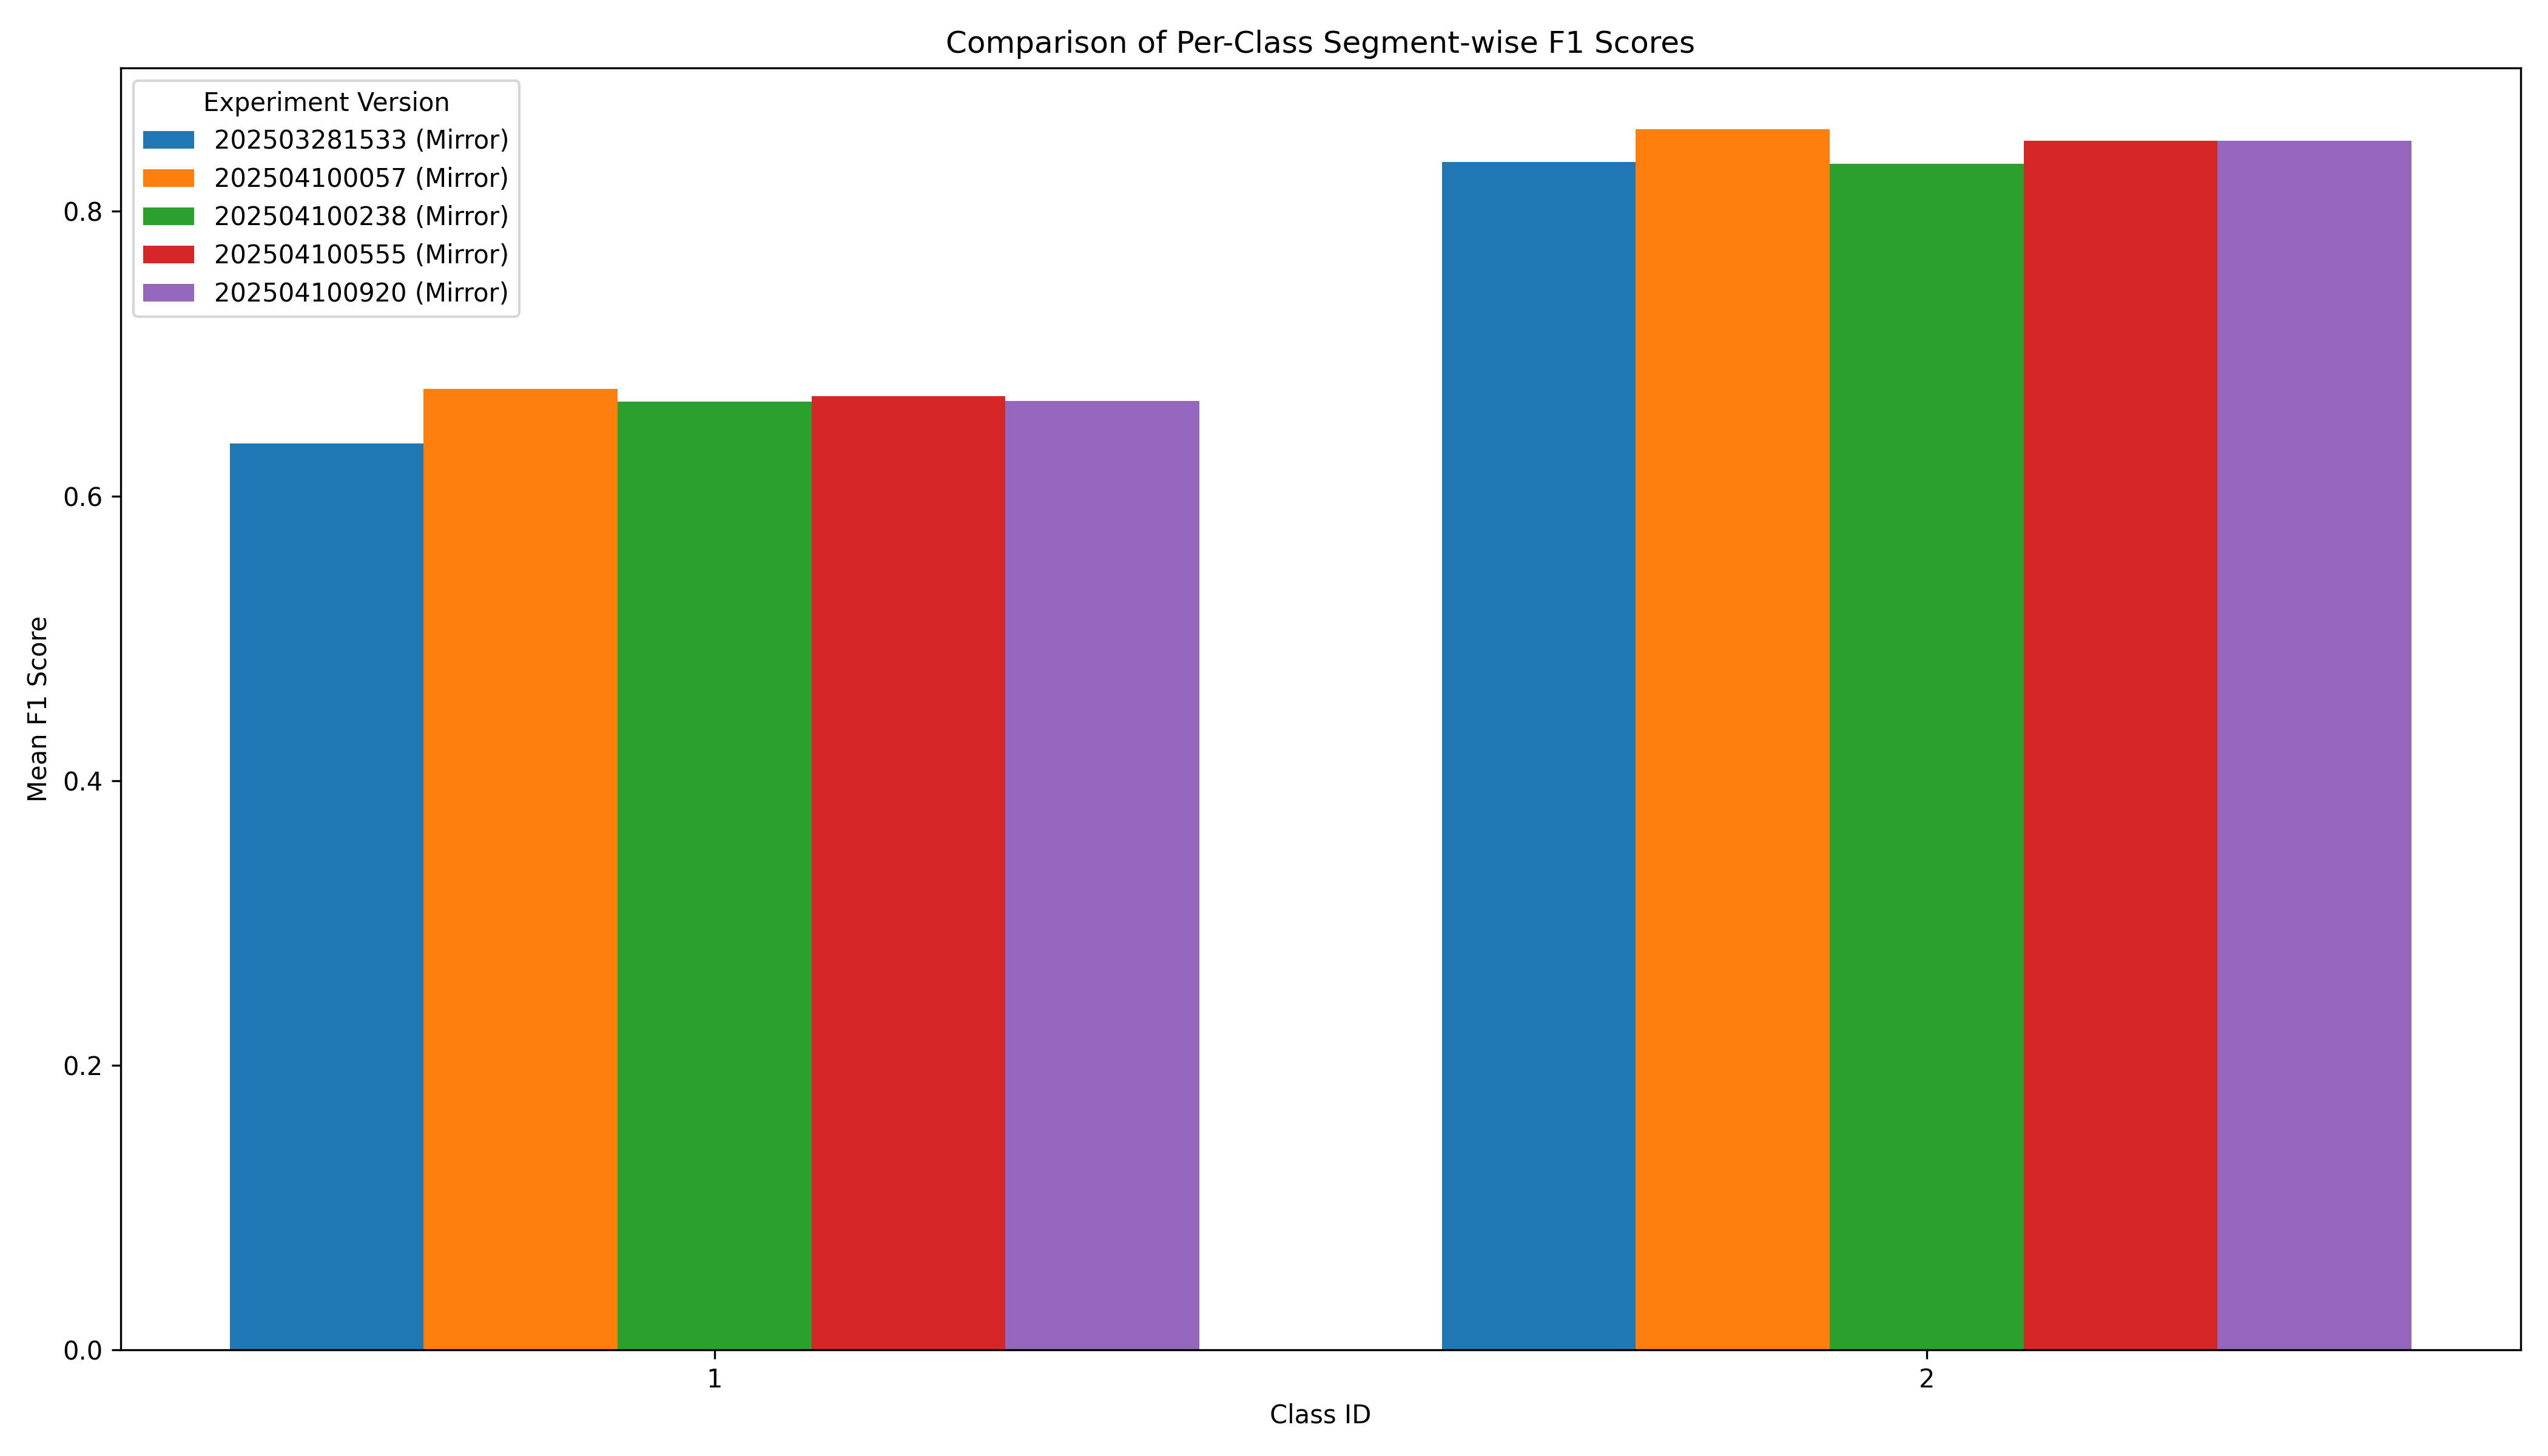 Comparison of Per-Class Segment-wise F1 Scores
Experiment Version
202503281533 (Mirror)
202504100057 (Mirror)
202504100238 (Mirror)
202504100555 (Mirror)
202504100920 (Mirror)
Mean F1 Score
0.8
0.6
0.4
0.2
0.0
1
2
Class ID